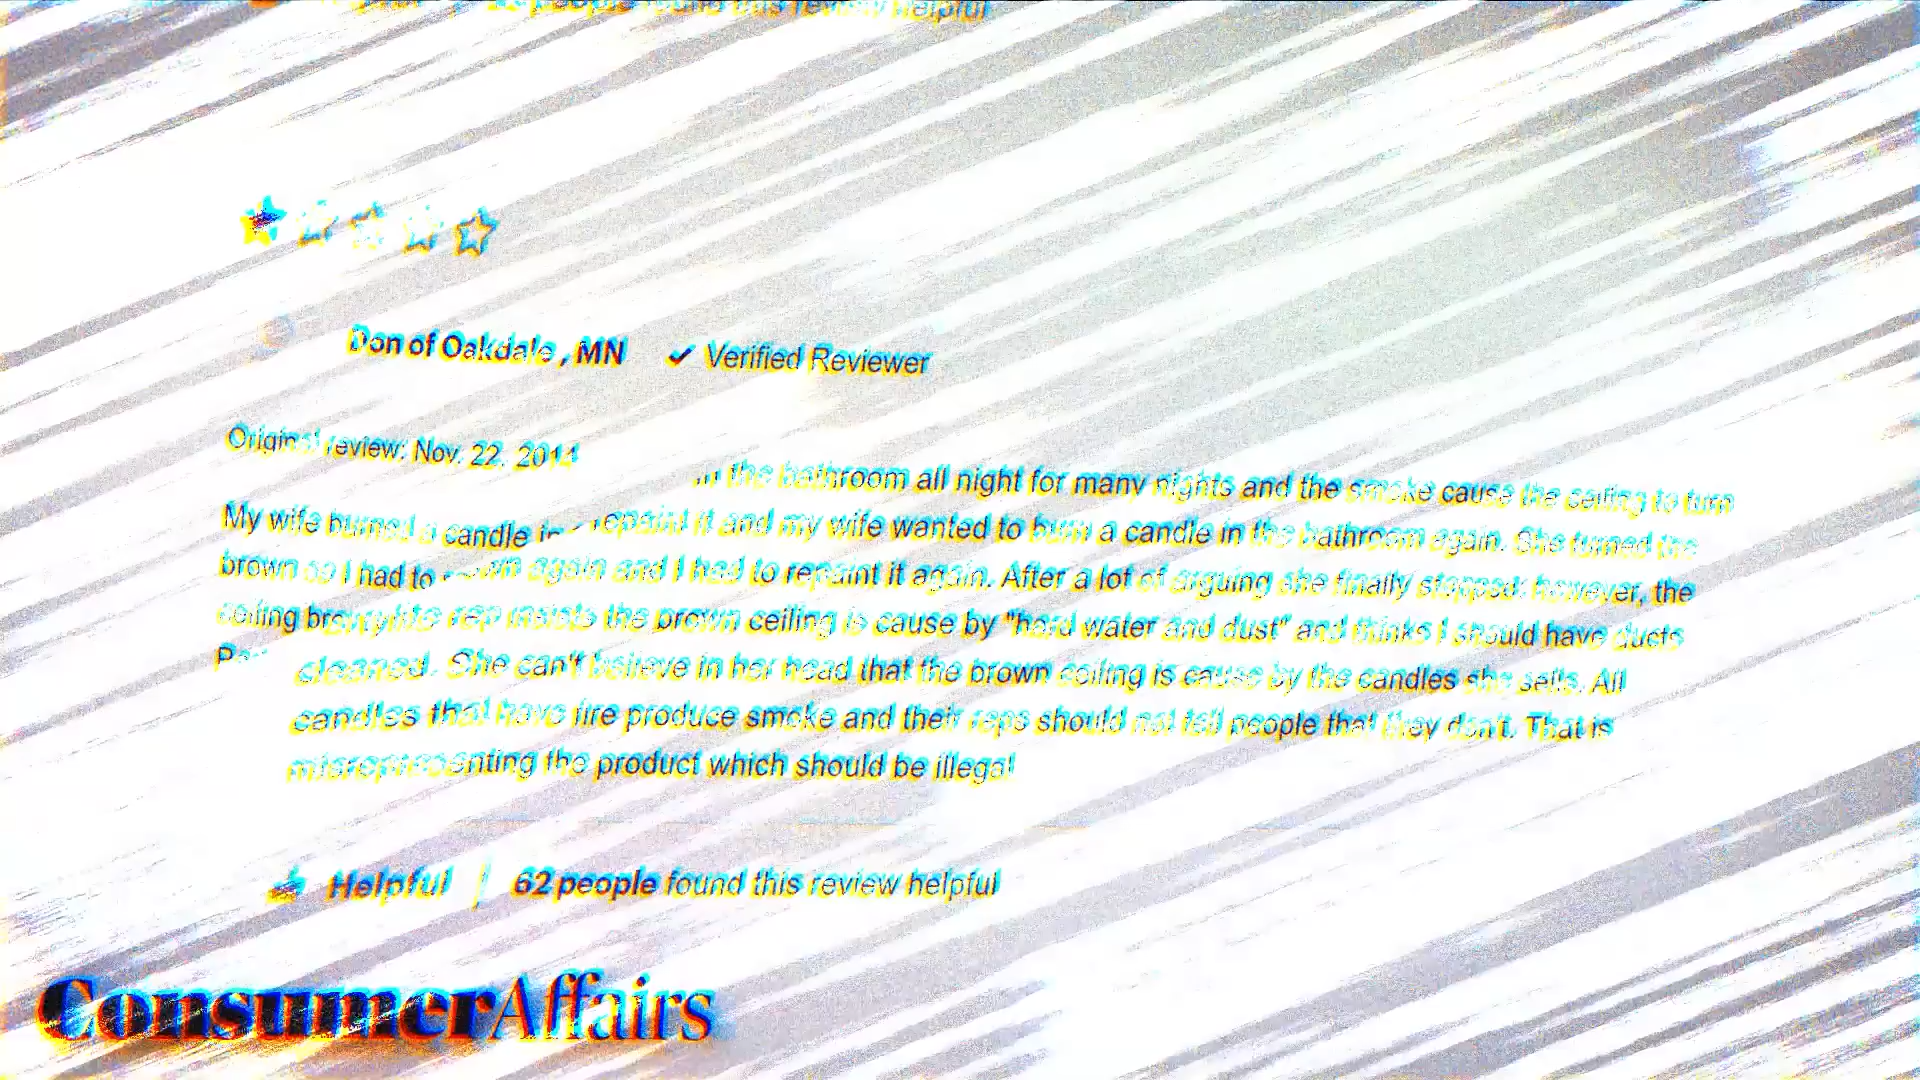 people found this review helpful
Don of Oakdale, MN ✓ Verified Reviewer
Original review: Nov. 22, 2014
My wife burned a candle in the bathroom all night for many nights and the smoke cause the ceiling to turn
brown so I had to repaint it and my wife wanted to burn a candle in the bathroom again. She turned the
ceiling brown again and I had to repaint it again. After a lot of arguing she finally stopped: however, the
rep insists the brown ceiling is cause by "hard water and dust" and thinks I should have ducts
cleaned. She can't believe in her head that the brown ceiling is cause by the candles she sells. All
candles that have fire produce smoke and their reps should not tell people that they don't. That is
misrepresenting the product which should be illegal
Helpful | 62 people found this review helpful
ConsumerAffairs